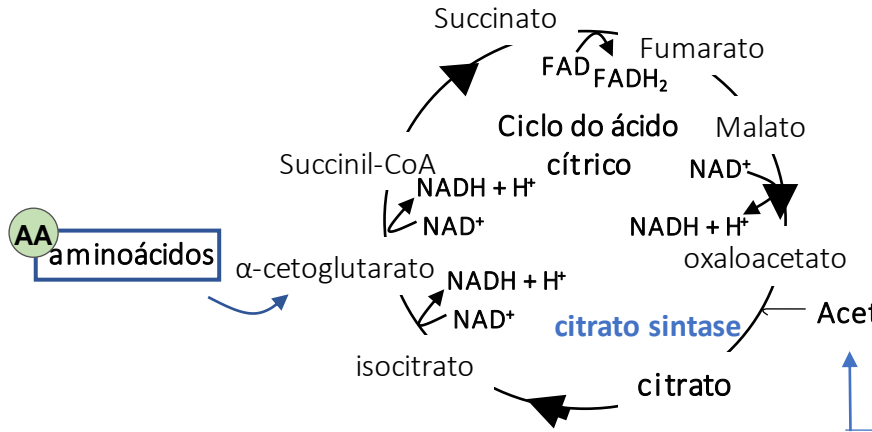 Succinato
FAD
FADH₂
Fumarato
Ciclo do ácido
cítrico
Malato
Succinil-CoA
NAD⁺
NADH + H⁺
NAD⁺
NADH + H⁺
AA
aminoácidos
α-cetoglutarato
oxaloacetato
NADH + H⁺
NAD⁺
citrato sintase
Acet
isocitrato
citrato